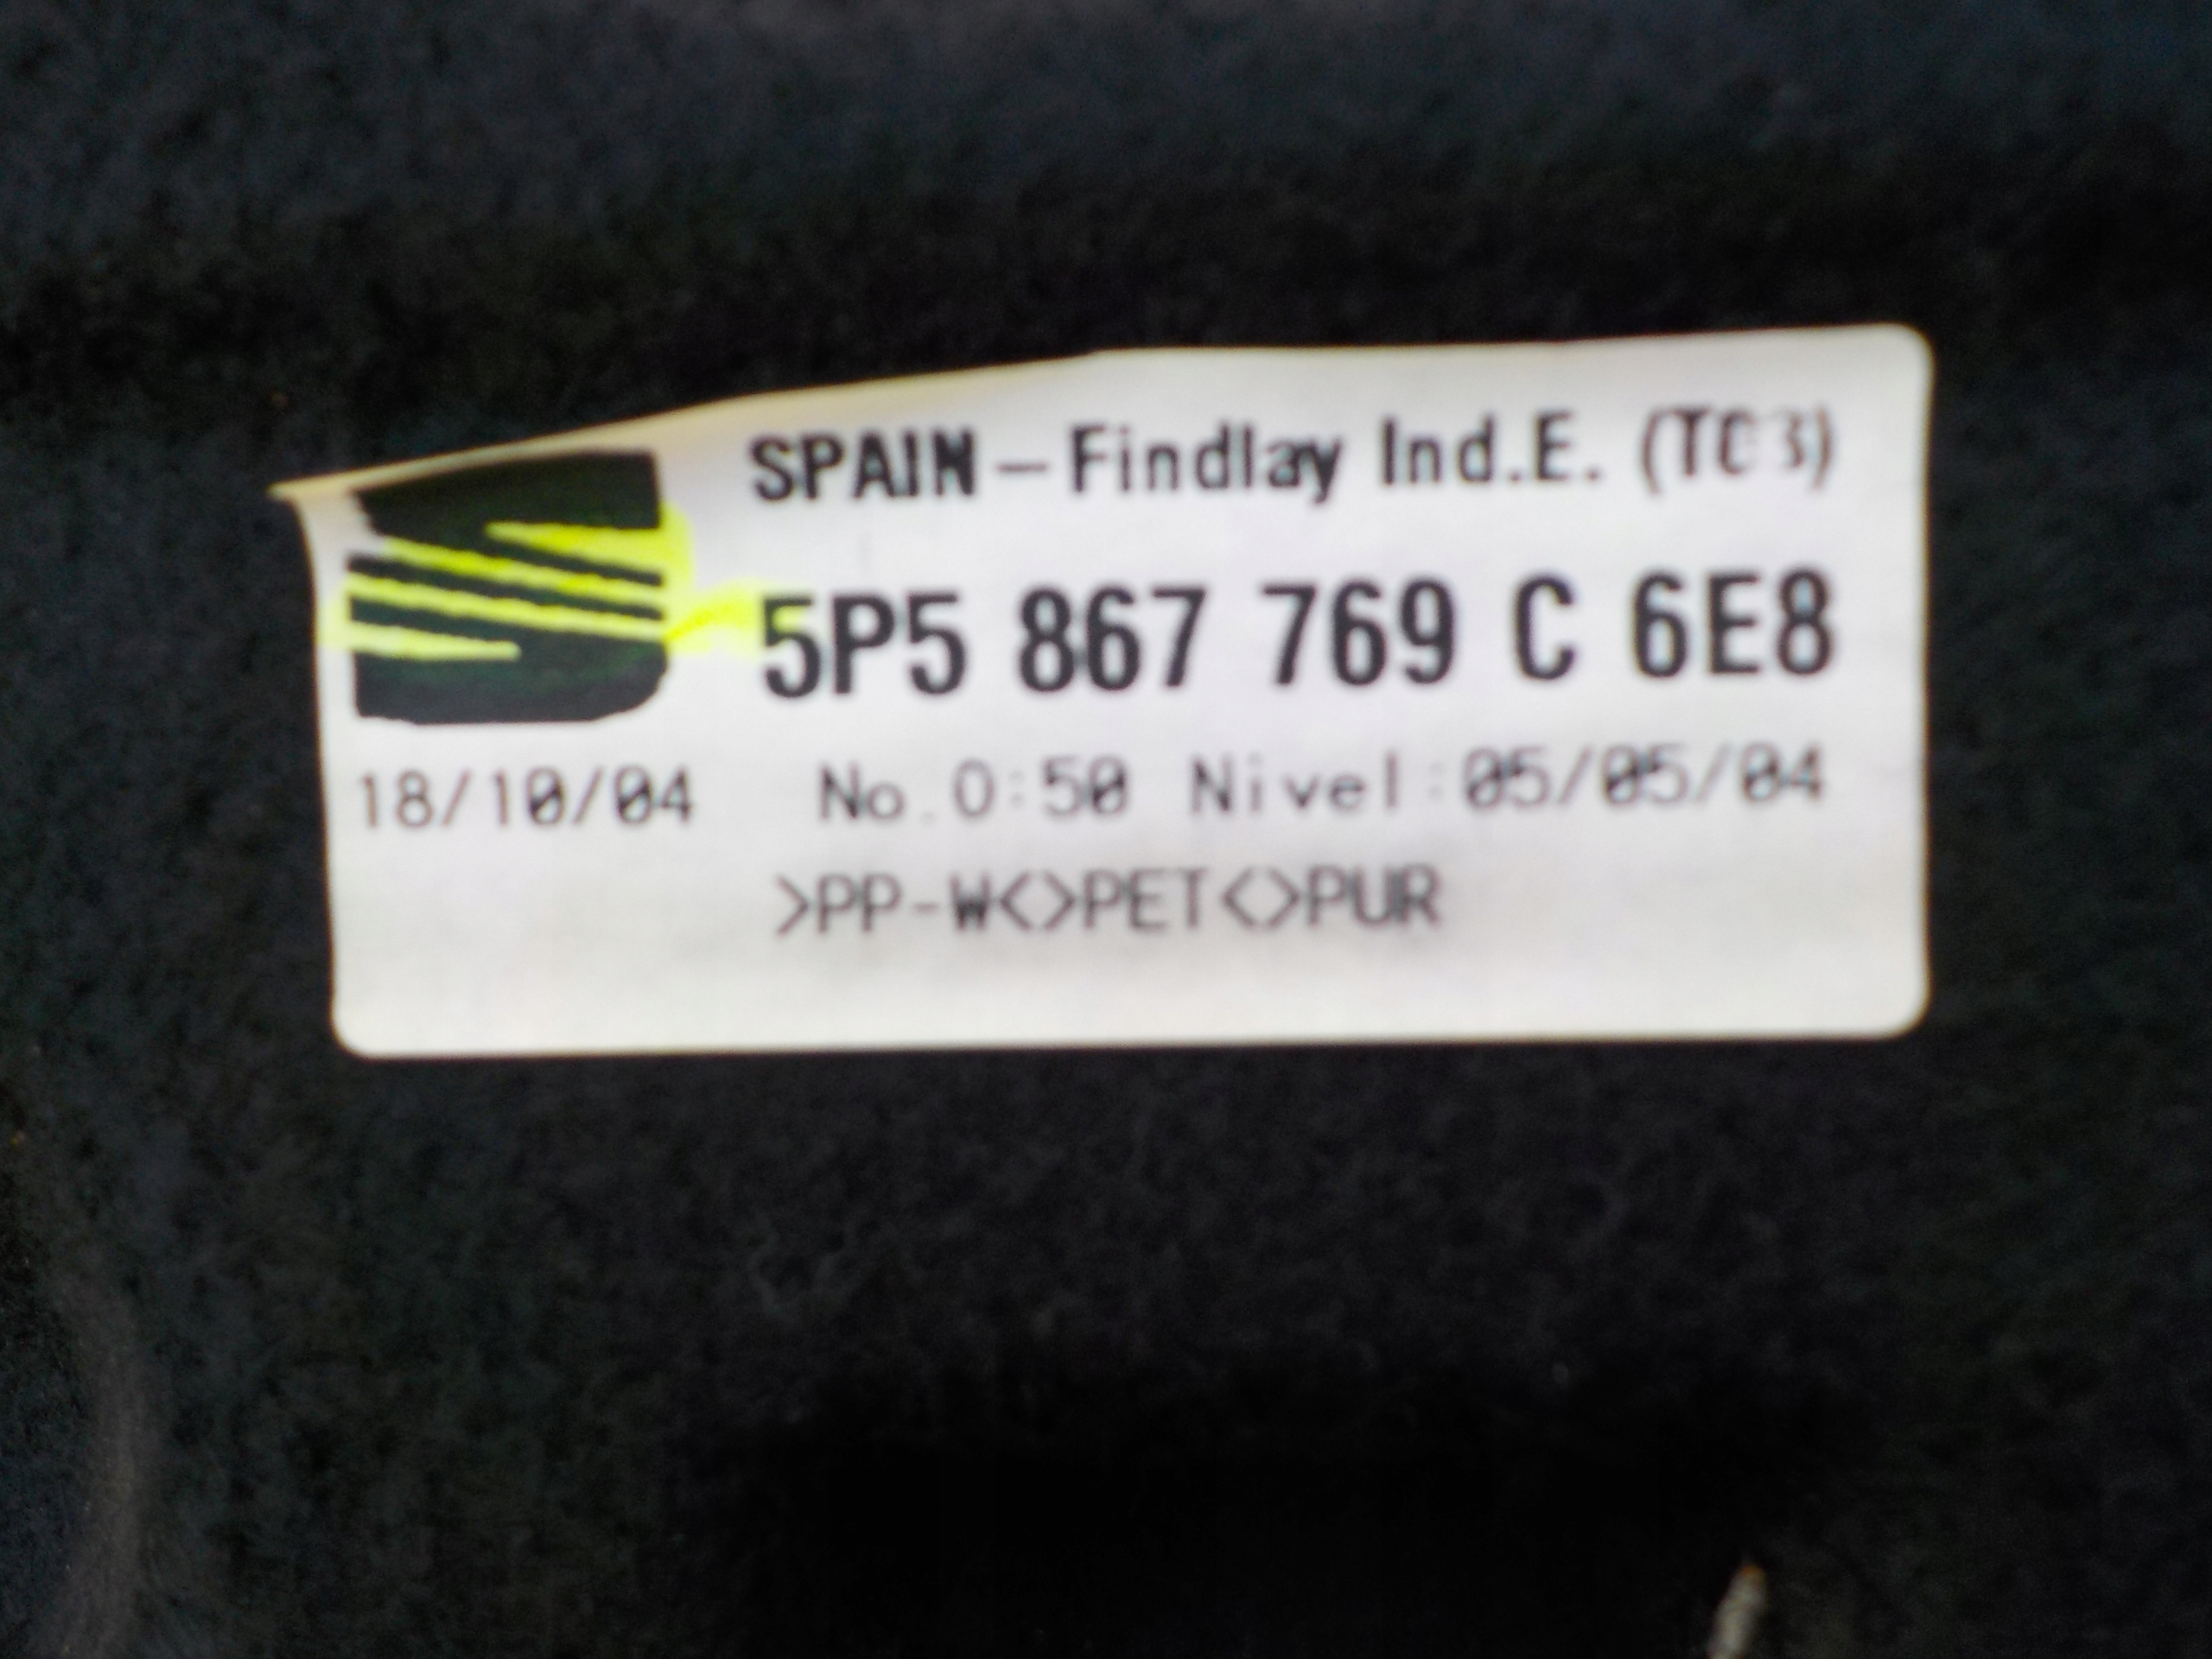 SPAIN – Findlay Ind.E.
5P5 867 769 C 6E8
18/10/04 No.0:50 Nivel:05/05/04
>PP-W<>PET<>PUR